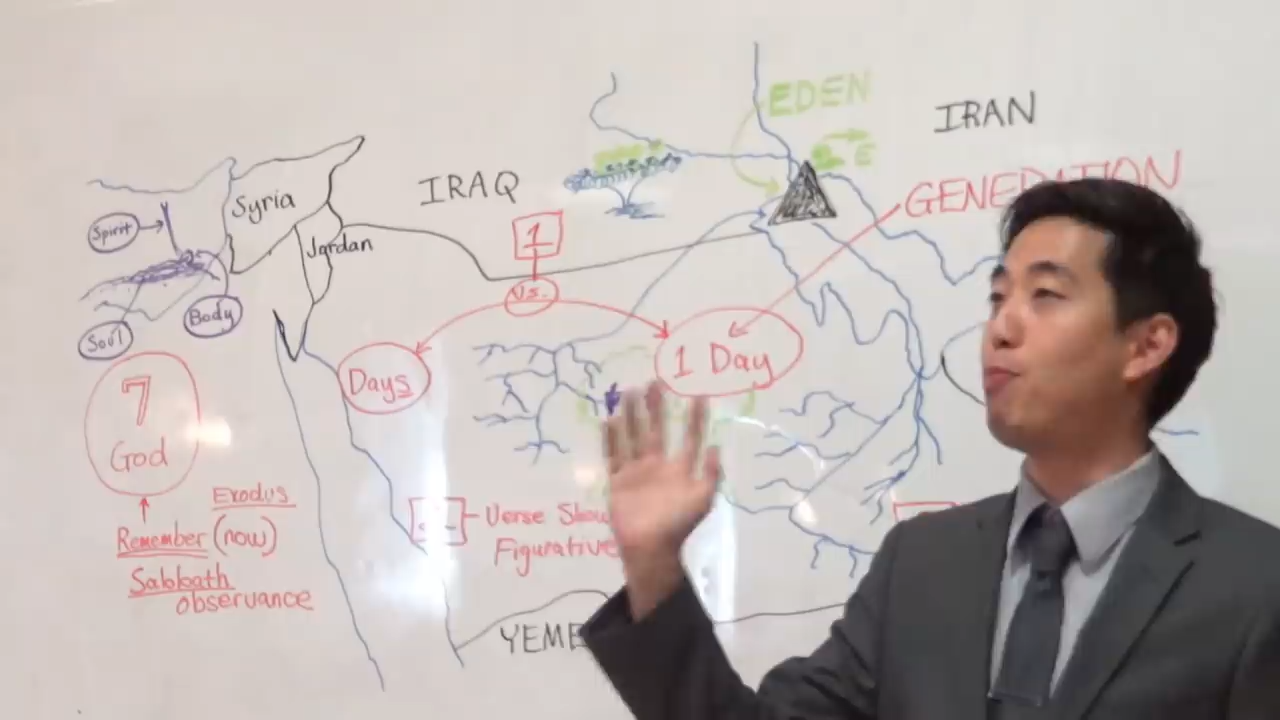 EDEN
IRAN
E
GENERATION
IRAQ
Syria
Spirit
Jordan
1
vs.
Body
Soul
Days
1 Day
7
God
Exodus
Remember (now)
Sabbath
observance
Verse Show
Figurative
YEME